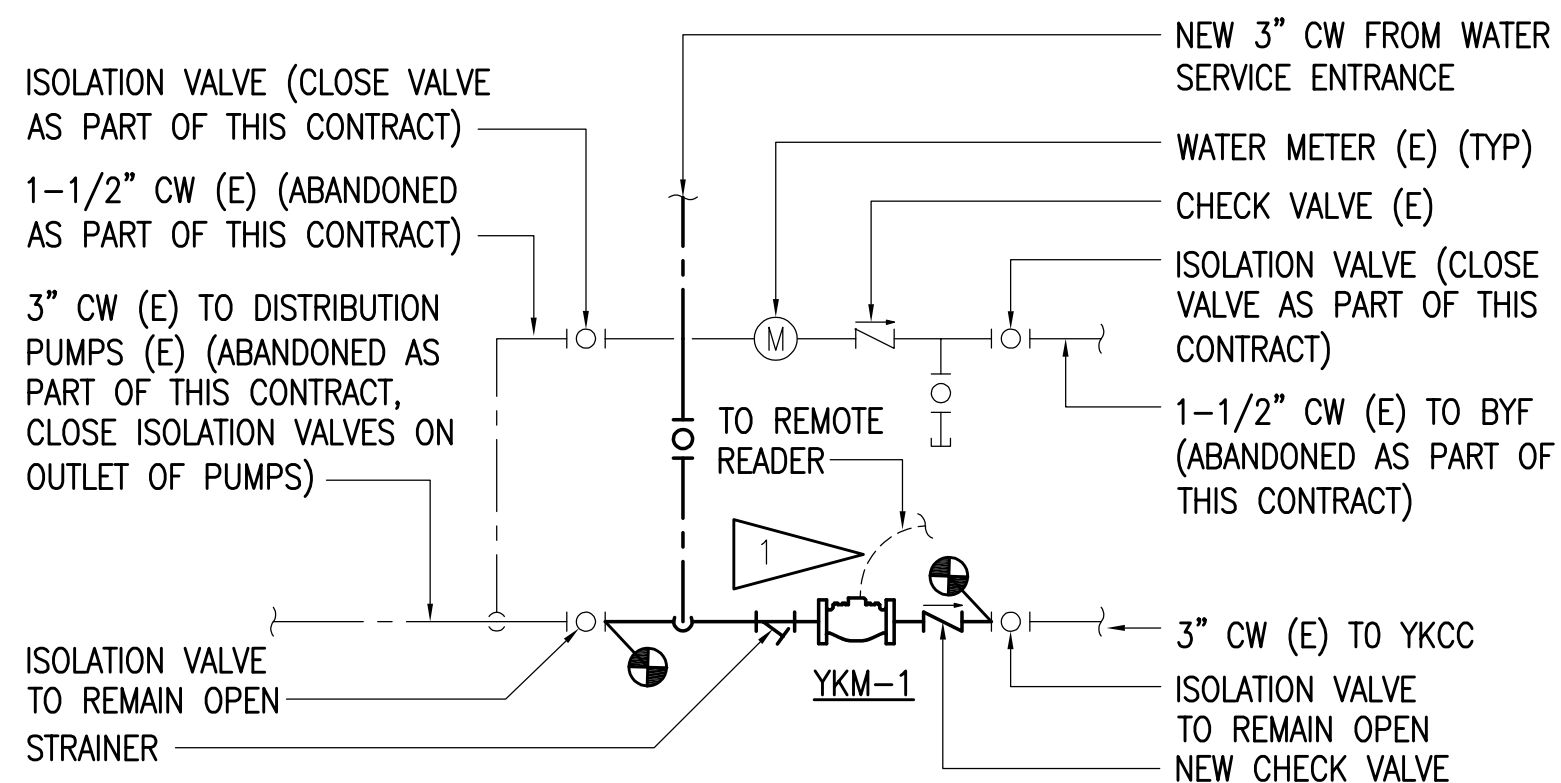 ISOLATION VALVE (CLOSE VALVE
AS PART OF THIS CONTRACT)
1-1/2" CW (E) (ABANDONED
AS PART OF THIS CONTRACT)
3" CW (E) TO DISTRIBUTION
PUMPS (E) (ABANDONED AS
PART OF THIS CONTRACT,
CLOSE ISOLATION VALVES ON
OUTLET OF PUMPS)
ISOLATION VALVE
TO REMAIN OPEN
STRAINER
M
TO REMOTE
READER
1
YKM-1
NEW 3" CW FROM WATER
SERVICE ENTRANCE
WATER METER (E) (TYP)
CHECK VALVE (E)
ISOLATION VALVE (CLOSE
VALVE AS PART OF THIS
CONTRACT)
1-1/2" CW (E) TO BYF
(ABANDONED AS PART OF
THIS CONTRACT)
3" CW (E) TO YKCC
ISOLATION VALVE
TO REMAIN OPEN
NEW CHECK VALVE